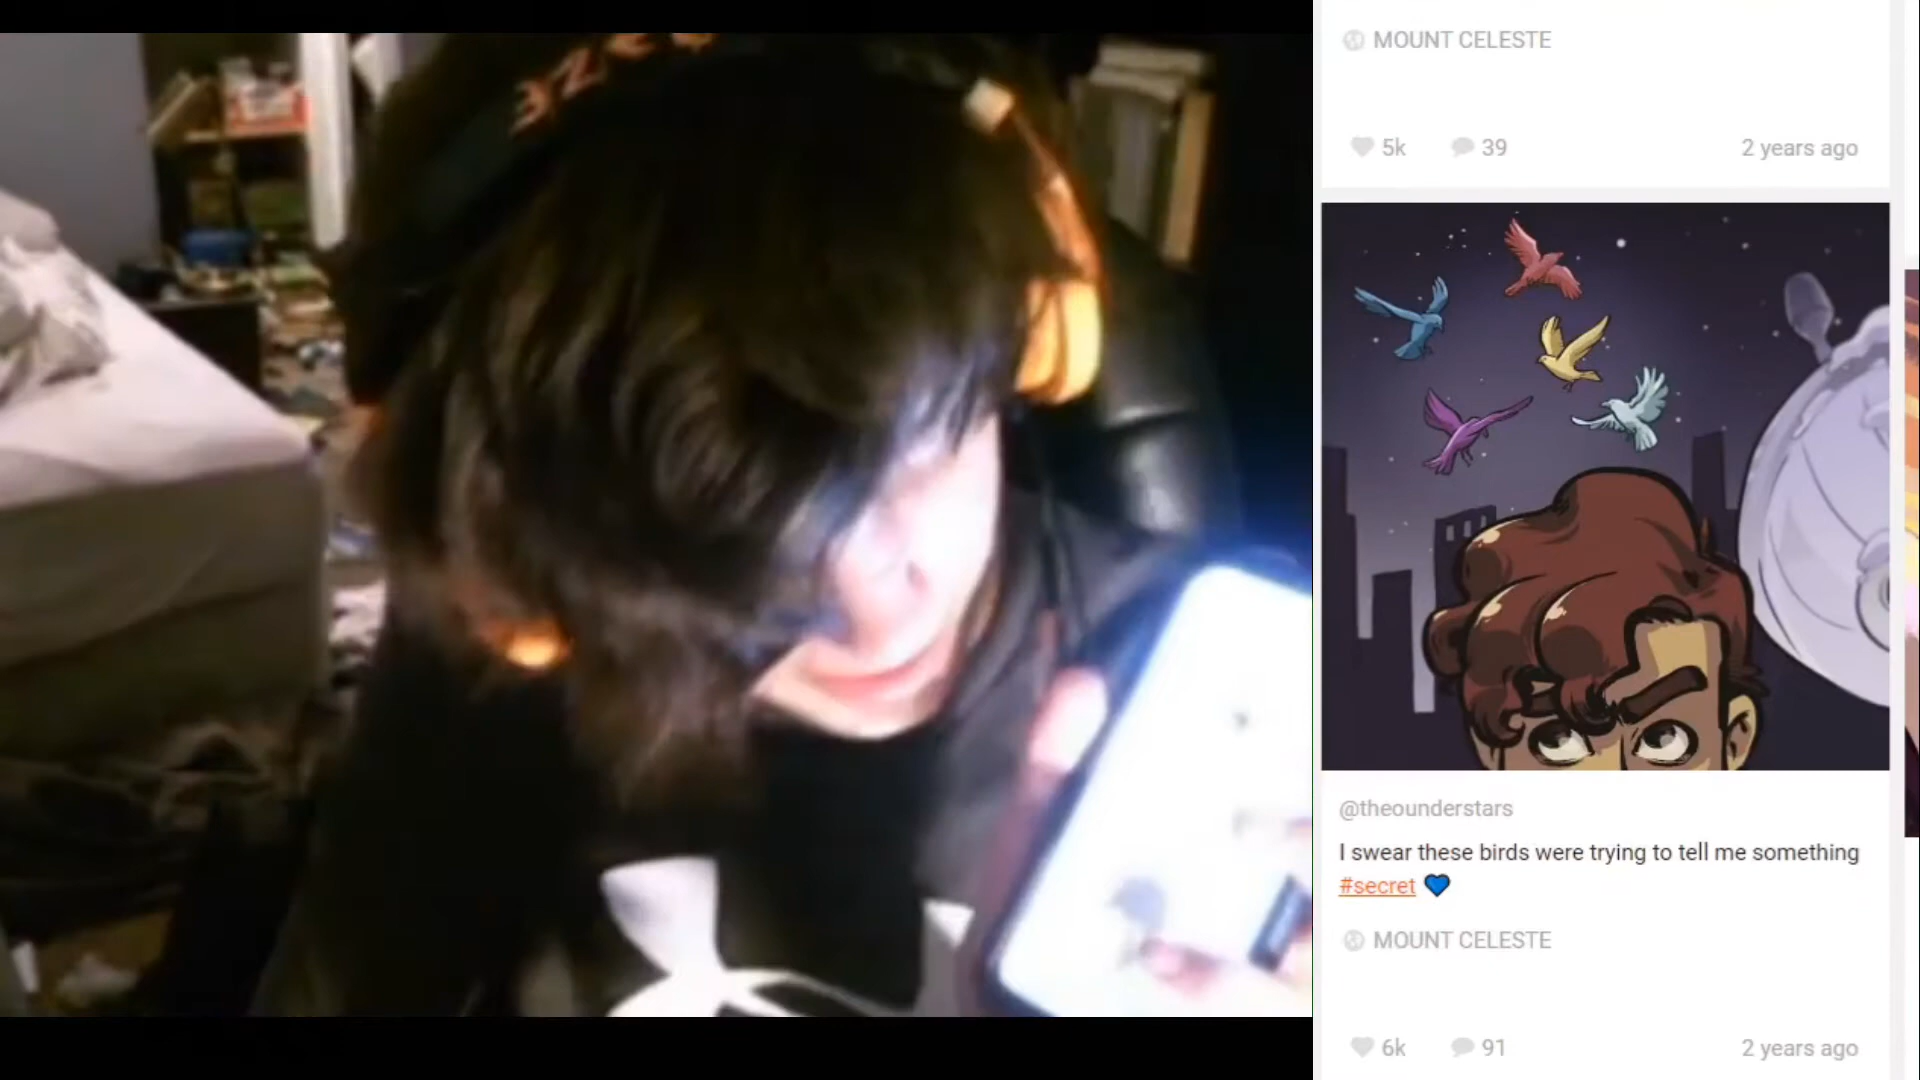 MOUNT CELESTE
5k 39 2 years ago
@theounderstars
I swear these birds were trying to tell me something
#secret 💙
MOUNT CELESTE
6k 91 2 years ago